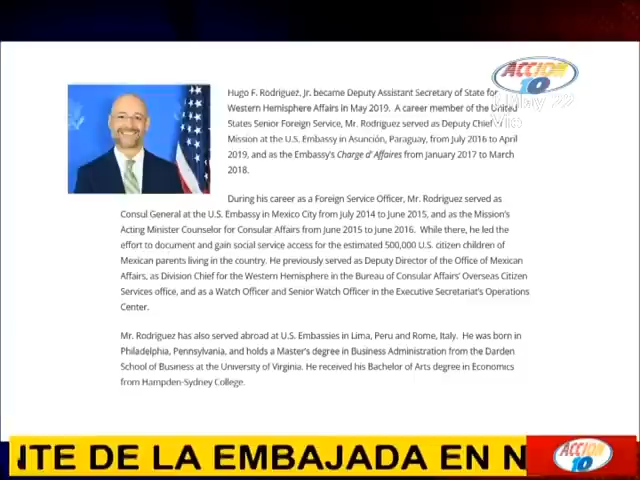 Hugo F. Rodriguez, Jr. became Deputy Assistant Secretary of State for
Western Hemisphere Affairs in May 2019. A career member of the United
States Senior Foreign Service, Mr. Rodriguez served as Deputy Chief of
Mission at the U.S. Embassy in Asunción, Paraguay, from July 2016 to April
2019, and as the Embassy's Charge d' Affaires from January 2017 to March
2018.
During his career as a Foreign Service Officer, Mr. Rodriguez served as
Consul General at the U.S. Embassy in Mexico City from July 2014 to June 2015, and as the Mission's
Acting Minister Counselor for Consular Affairs from June 2015 to June 2016. While there, he led the
effort to document and gain social service access for the estimated 500,000 U.S. citizen children of
Mexican parents living in the country. He previously served as Deputy Director of the Office of Mexican
Affairs, as Division Chief for the Western Hemisphere in the Bureau of Consular Affairs' Overseas Citizen
Services office, and as a Watch Officer and Senior Watch Officer in the Executive Secretariat's Operations
Center.
Mr. Rodriguez has also served abroad at U.S. Embassies in Lima, Peru and Rome, Italy. He was born in
Philadelphia, Pennsylvania, and holds a Master's degree in Business Administration from the Darden
School of Business at the University of Virginia. He received his Bachelor of Arts degree in Economics
from Hampden-Sydney College.
ACCION
10
May 22
Vie
NTE DE LA EMBAJADA EN N
ACCION
10